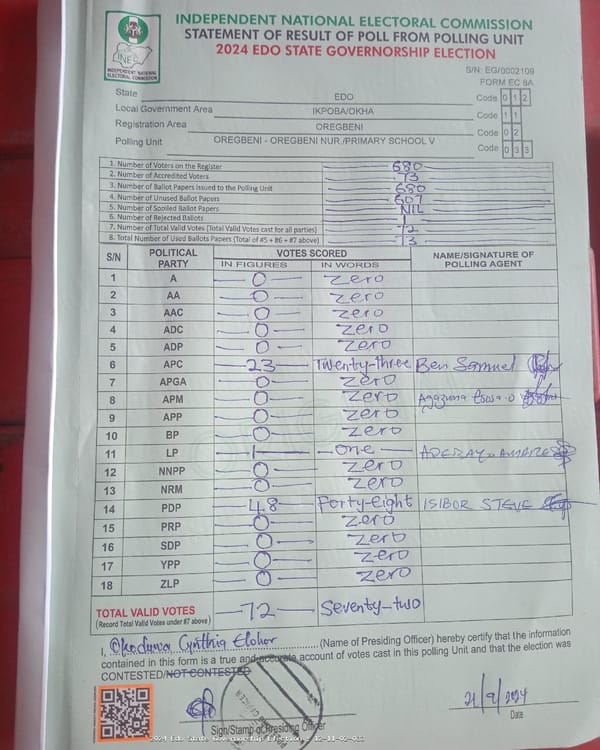 INDEPENDENT NATIONAL ELECTORAL COMMISSION
STATEMENT OF RESULT OF POLL FROM POLLING UNIT
2024 EDO STATE GOVERNORSHIP ELECTION
INEC
INDEPENDENT NATIONAL ELECTORAL COMMISSION
S/N: EG/0002109
FORM EC 8A
State EDO Code 0 1 2
Local Government Area IKPOBA/OKHA Code 1 1
Registration Area OREGBENI Code 0 2
Polling Unit OREGBENI - OREGBENI NUR./PRIMARY SCHOOL V Code 0 3 3
1. Number of Voters on the Register 680
2. Number of Accredited Voters 73
3. Number of Ballot Papers Issued to the Polling Unit 680
4. Number of Unused Ballot Papers 607
5. Number of Spoiled Ballot Papers NIL
6. Number of Rejected Ballots 1
7. Number of Total Valid Votes (Total Valid Votes cast for all parties) 72
8. Total Number of Used Ballots Papers (Total of #5 + #6 + #7 above) 73
S/N POLITICAL PARTY VOTES SCORED NAME/SIGNATURE OF POLLING AGENT
IN FIGURES IN WORDS
1 A 0 Zero
2 AA 0 Zero
3 AAC 0 Zero
4 ADC 0 Zero
5 ADP 0 Zero
6 APC 23 Twenty-three Ben Samuel
7 APGA 0 Zero
8 APM 0 Zero
9 APP 0 Zero
10 BP 0 Zero
11 LP 1 One
12 NNPP 0 Zero
13 NRM 0 Zero
14 PDP 48 Forty-eight ISIBOR STEVE
15 PRP 0 Zero
16 SDP 0 Zero
17 YPP 0 Zero
18 ZLP 0 Zero
TOTAL VALID VOTES 72 Seventy-two
(Record Total Valid Votes under #7 above)
I, Cynthia (Name of Presiding Officer) hereby certify that the information
contained in this form is a true and accurate account of votes cast in this polling Unit and that the election was
CONTESTED/NOT CONTESTED
21/9/2024
Sign/Stamp of Presiding Officer Date
2024 Edo State Governorship Election - 12-11-02-033